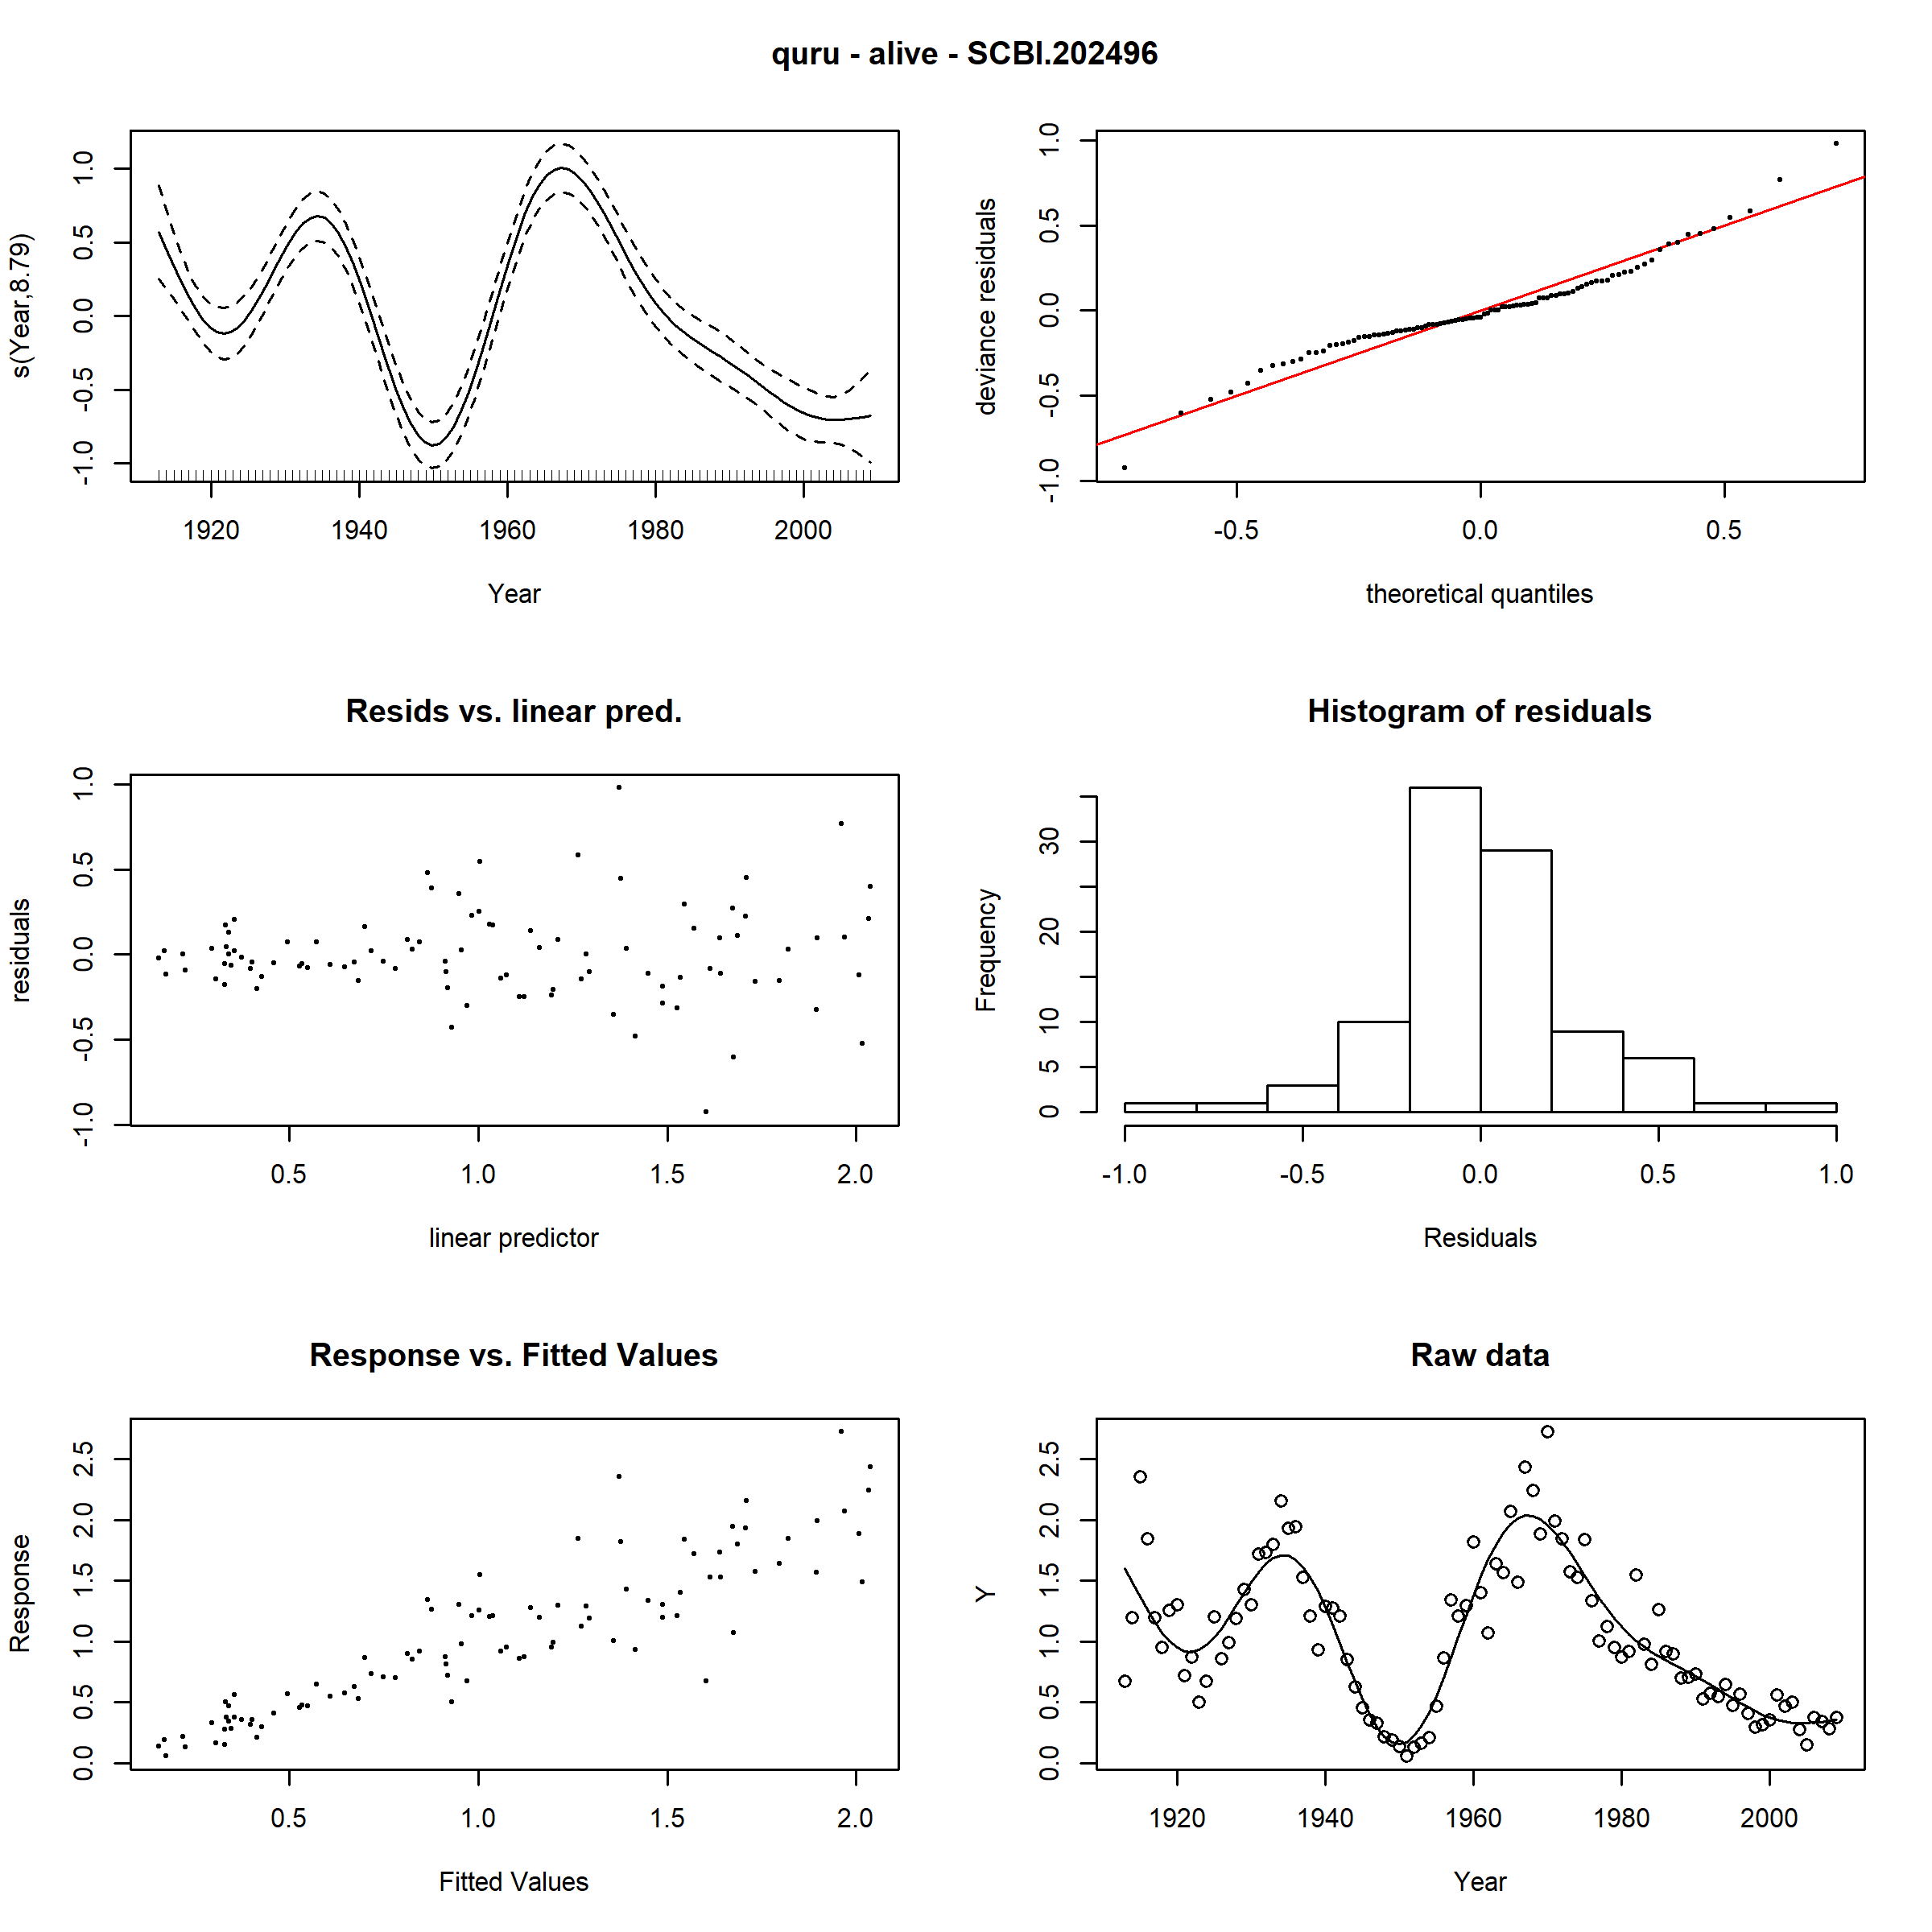 quru - alive - SCBI.202496
s(Year,8.79)
1.0
0.5
0.0
-0.5
-1.0
1920 1940 1960 1980 2000
Year
deviance residuals
1.0
0.5
0.0
-0.5
-1.0
-0.5 0.0 0.5
theoretical quantiles
Resids vs. linear pred.
residuals
1.0
0.5
0.0
-0.5
-1.0
0.5 1.0 1.5 2.0
linear predictor
Histogram of residuals
Frequency
30
20
10
5
0
-1.0 -0.5 0.0 0.5 1.0
Residuals
Response vs. Fitted Values
Response
2.5
2.0
1.5
1.0
0.5
0.0
0.5 1.0 1.5 2.0
Fitted Values
Raw data
Y
2.5
2.0
1.5
1.0
0.5
0.0
1920 1940 1960 1980 2000
Year